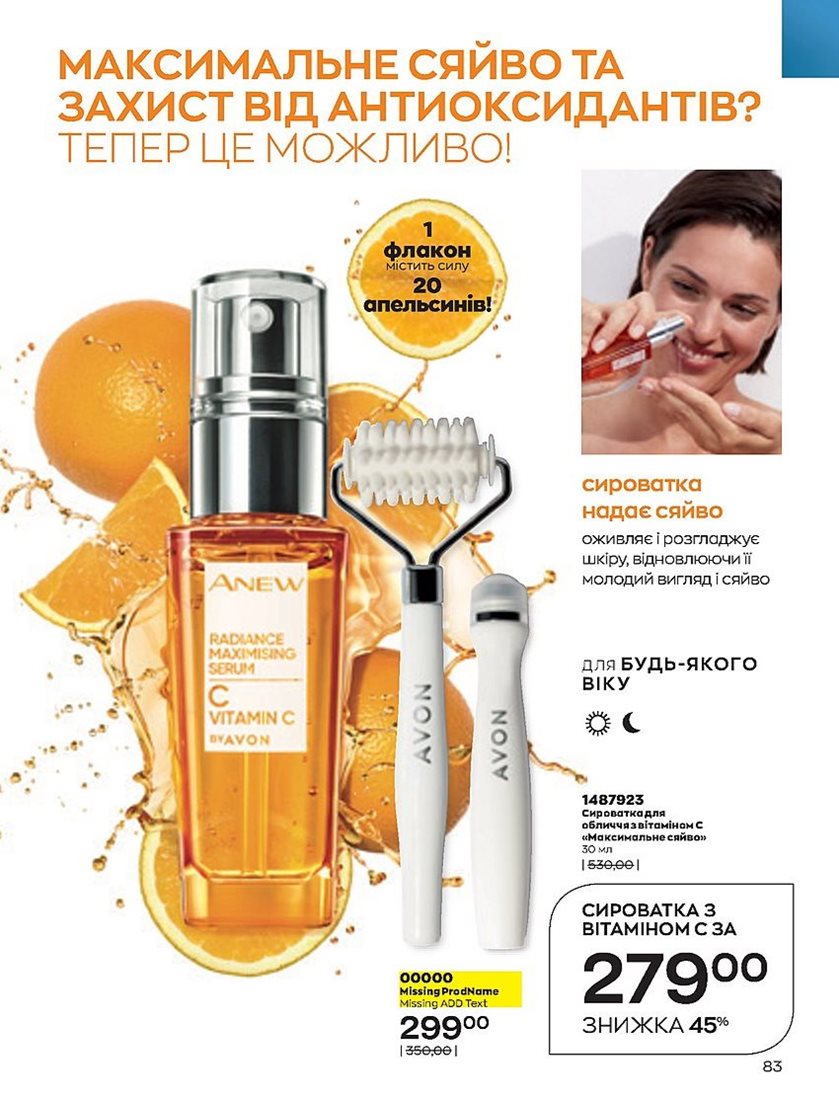 МАКСИМАЛЬНЕ СЯЙВО ТА
ЗАХИСТ ВІД АНТИОКСИДАНТІВ?
ТЕПЕР ЦЕ МОЖЛИВО!
1
флакон
містить силу
20
апельсинів!
ANEW
RADIANCE
MAXIMISING
SERUM
C
VITAMIN C
BY AVON
AVON
AVON
сироватка
надає сяйво
оживляє і розгладжує
шкіру, відновлюючи її
молодий вигляд і сяйво
для БУДЬ-ЯКОГО
ВІКУ
1487923
Сироватка для
обличчя з вітаміном С
«Максимальне сяйво»
30 мл
| 530,00 |
СИРОВАТКА З
ВІТАМІНОМ С ЗА
279⁰⁰
ЗНИЖКА 45%
00000
Missing ProdName
Missing ADD Text
299⁰⁰
| 350,00 |
83